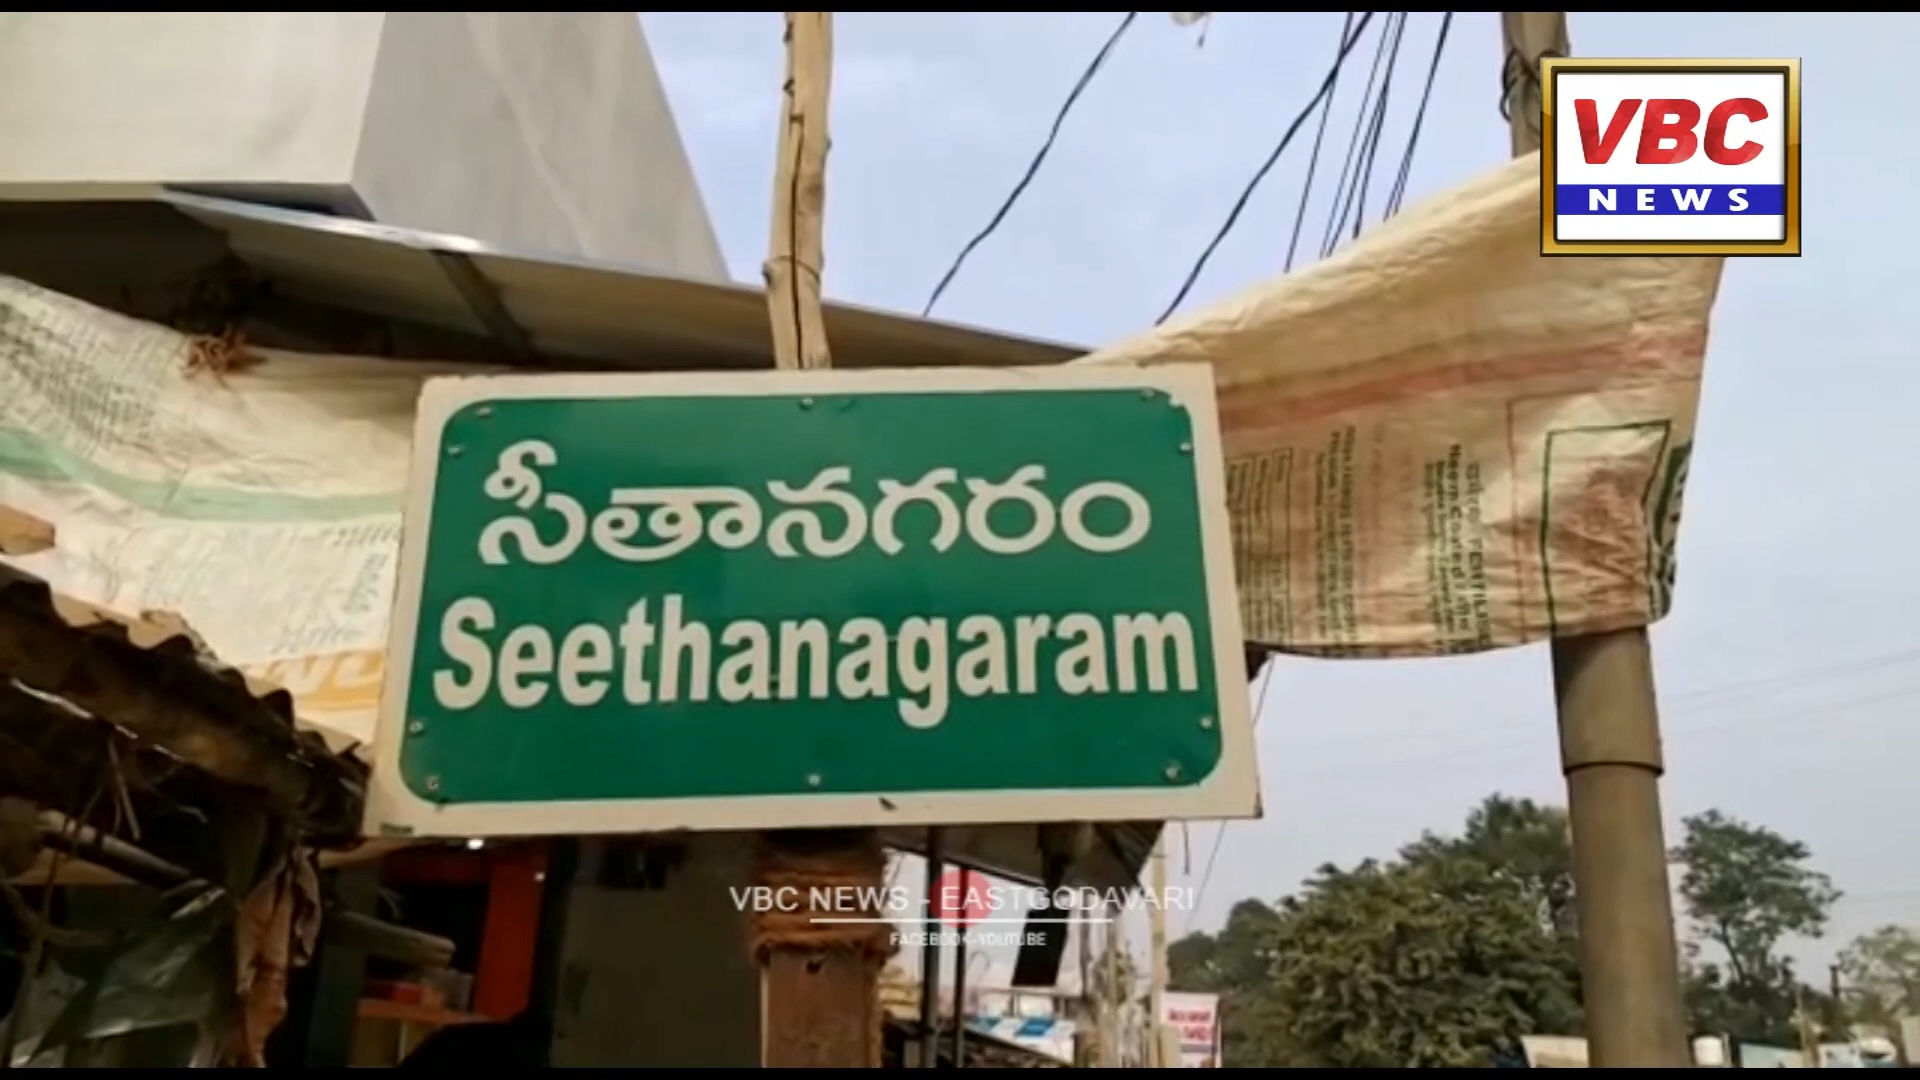 VBC
NEWS
సీతానగరం
Seethanagaram
VBC NEWS - EASTGODAVARI
FACEBOOK-YOUTUBE